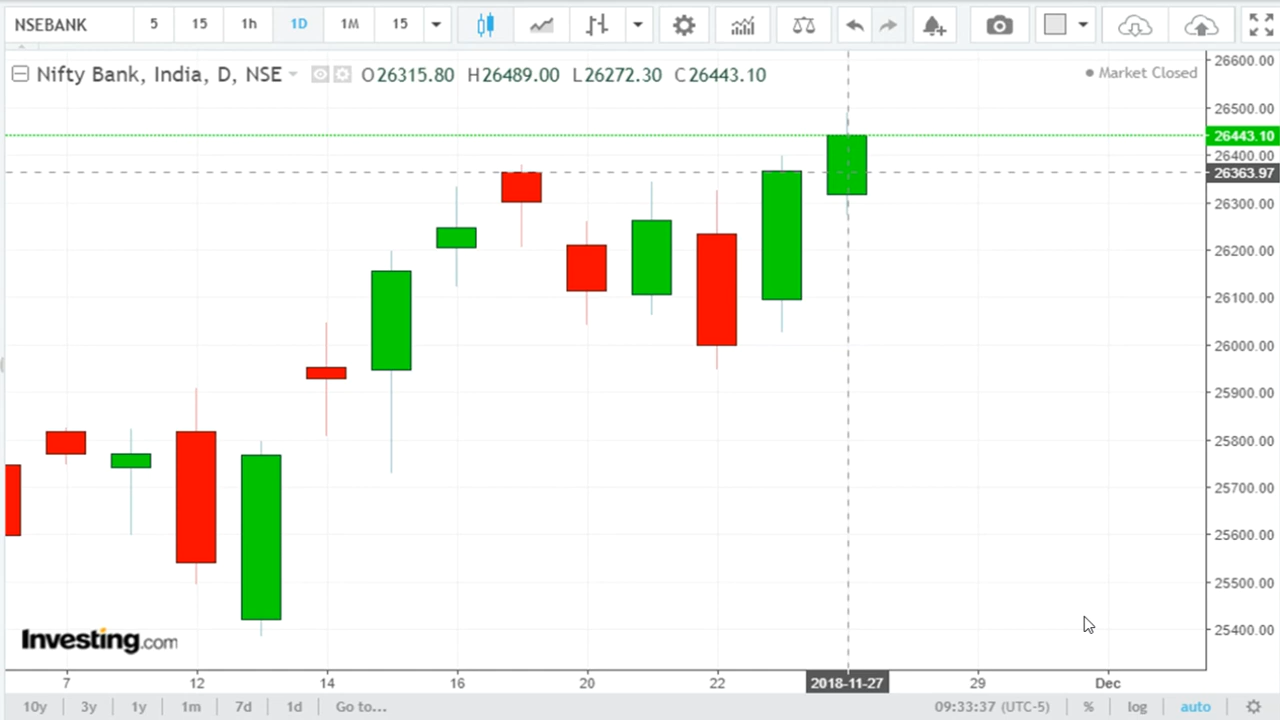 NSEBANK 5 15 1h 1D 1M 15
Nifty Bank, India, D, NSE O26315.80 H26489.00 L26272.30 C26443.10
Market Closed
26600.00
26500.00
26443.10
26400.00
26363.97
26300.00
26200.00
26100.00
26000.00
25900.00
25800.00
25700.00
25600.00
25500.00
25400.00
Investing.com
7 12 14 16 20 22 2018-11-27 29 Dec
10y 3y 1y 1m 7d 1d Go to... 09:33:37 (UTC-5) % log auto